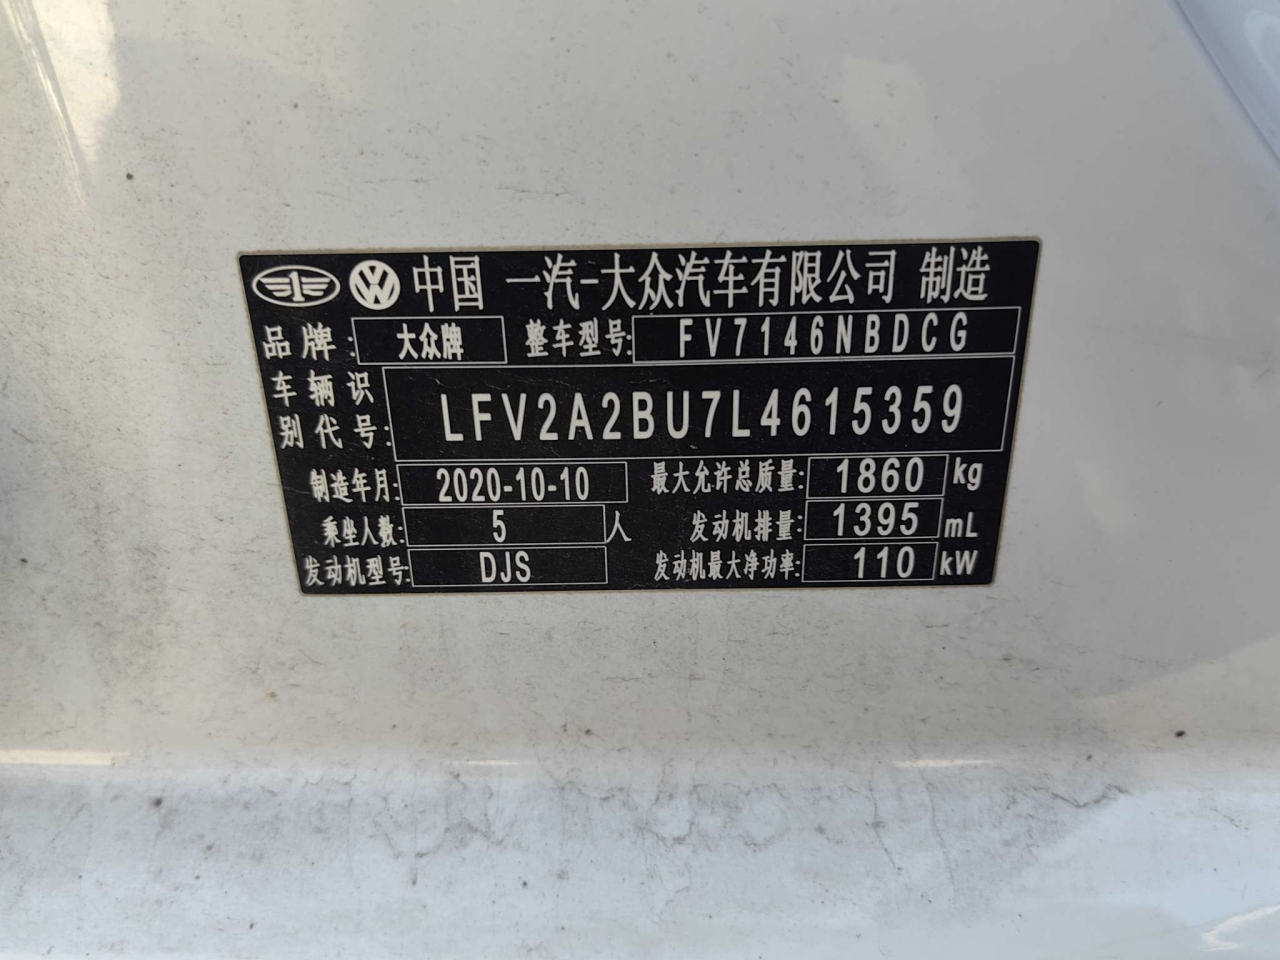 中国 一汽-大众汽车有限公司 制造
品牌: 大众牌 整车型号: FV7146NBDCG
车辆识别代号: LFV2A2BU7L4615359
制造年月: 2020-10-10 最大允许总质量: 1860 kg
乘坐人数: 5 人 发动机排量: 1395 mL
发动机型号: DJS 发动机最大净功率: 110 kW